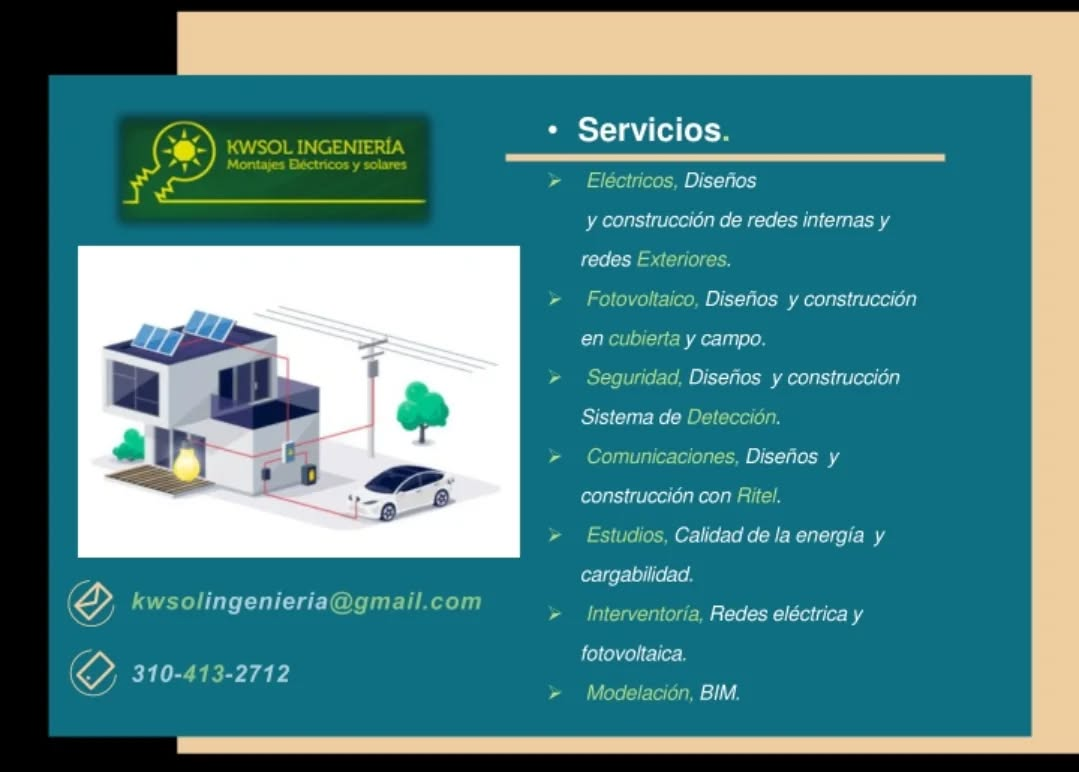 KWSOL INGENIERÍA
Montajes Eléctricos y solares
kwsolingenieria@gmail.com
310-413-2712
• Servicios.
➢ Eléctricos, Diseños
y construcción de redes internas y
redes Exteriores.
➢ Fotovoltaico, Diseños y construcción
en cubierta y campo.
➢ Seguridad, Diseños y construcción
Sistema de Detección.
➢ Comunicaciones, Diseños y
construcción con Ritel.
➢ Estudios, Calidad de la energía y
cargabilidad.
➢ Interventoría, Redes eléctrica y
fotovoltaica.
➢ Modelación, BIM.